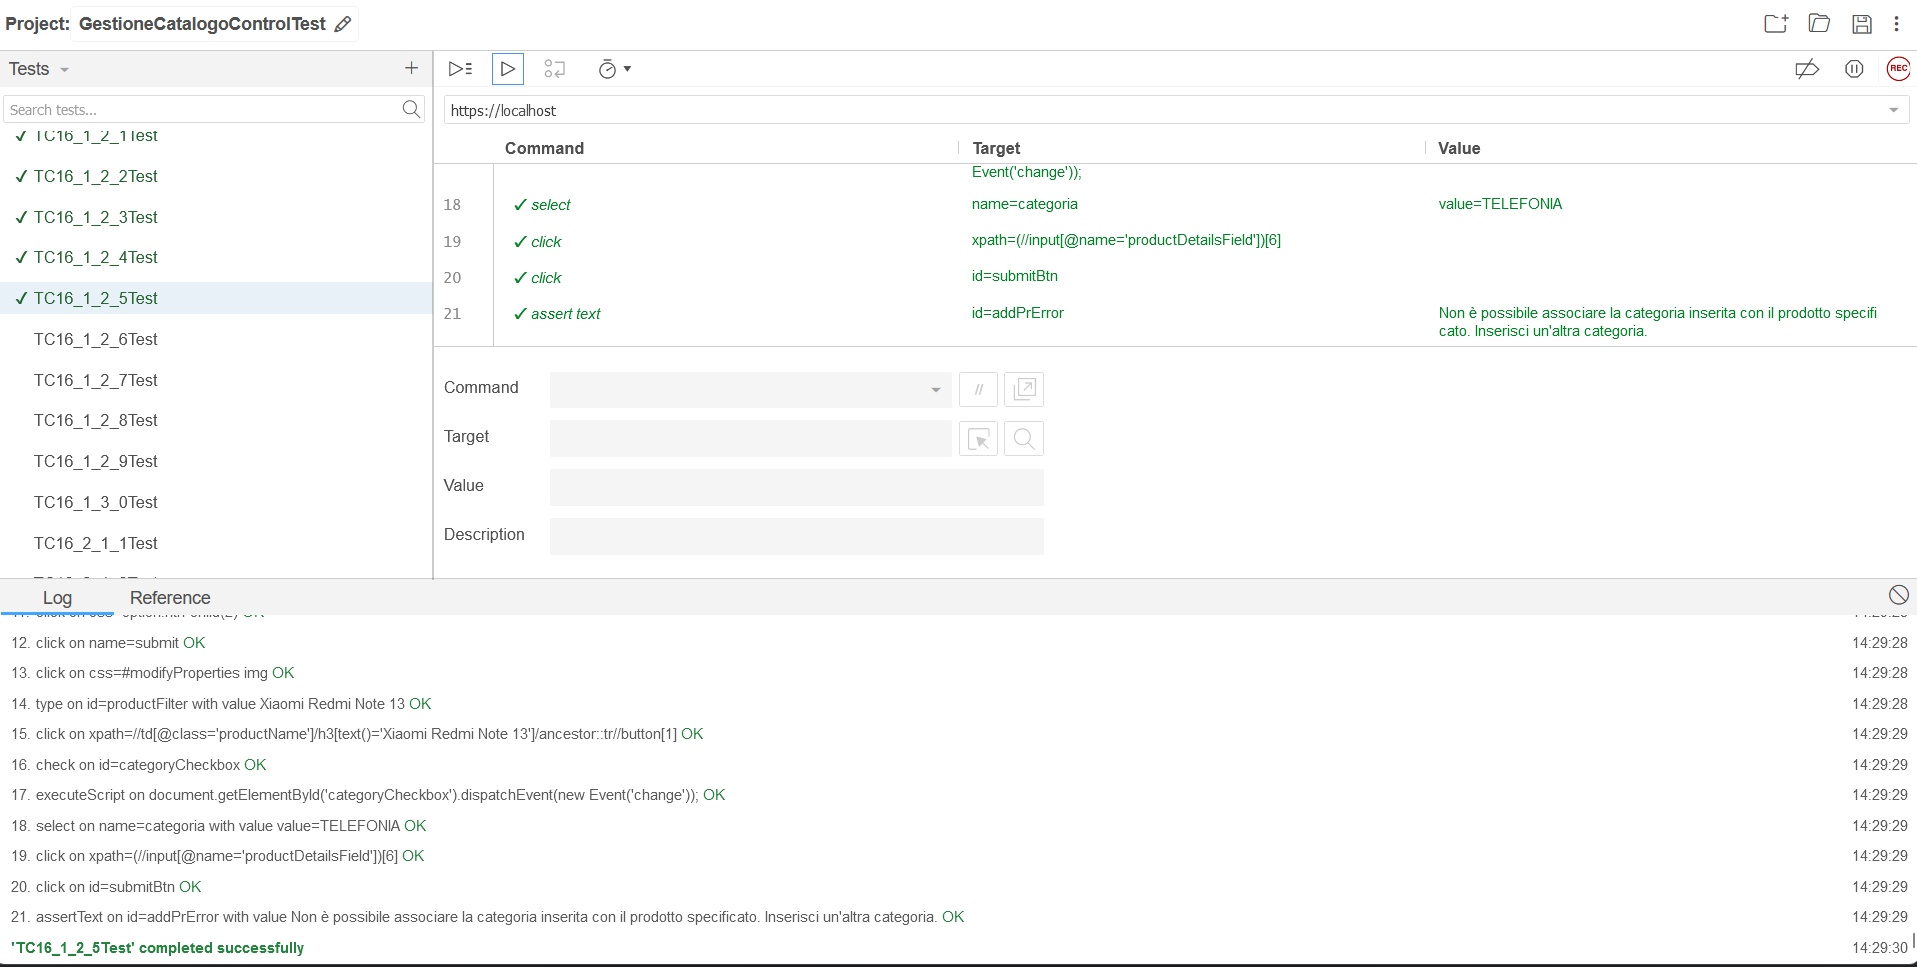 Project: GestioneCatalogoControlTest
Tests
Search tests...
TC16_1_2_1Test
TC16_1_2_2Test
TC16_1_2_3Test
TC16_1_2_4Test
TC16_1_2_5Test
TC16_1_2_6Test
TC16_1_2_7Test
TC16_1_2_8Test
TC16_1_2_9Test
TC16_1_3_0Test
TC16_2_1_1Test
REC
https://localhost
Command Target Value
Event('change'));
18 ✓ select name=categoria value=TELEFONIA
19 ✓ click xpath=(//input[@name='productDetailsField'])[6]
20 ✓ click id=submitBtn
21 ✓ assert text id=addPrError Non è possibile associare la categoria inserita con il prodotto specifi
cato. Inserisci un'altra categoria.
Command //
Target
Value
Description
Log Reference
12. click on name=submit OK 14:29:28
13. click on css=#modifyProperties img OK 14:29:28
14. type on id=productFilter with value Xiaomi Redmi Note 13 OK 14:29:28
15. click on xpath=//td[@class='productName']/h3[text()='Xiaomi Redmi Note 13']/ancestor::tr//button[1] OK 14:29:29
16. check on id=categoryCheckbox OK 14:29:29
17. executeScript on document.getElementById('categoryCheckbox').dispatchEvent(new Event('change')); OK 14:29:29
18. select on name=categoria with value value=TELEFONIA OK 14:29:29
19. click on xpath=(//input[@name='productDetailsField'])[6] OK 14:29:29
20. click on id=submitBtn OK 14:29:29
21. assertText on id=addPrError with value Non è possibile associare la categoria inserita con il prodotto specificato. Inserisci un'altra categoria. OK 14:29:29
'TC16_1_2_5Test' completed successfully 14:29:30